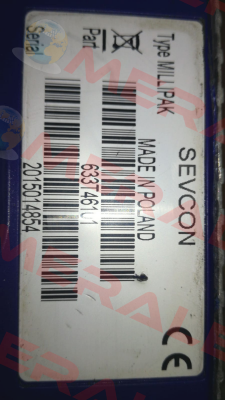 SEVCON
Type MILLIPAK
MADE IN POLAND
CE
Part
633T46101
Serial
2015014854